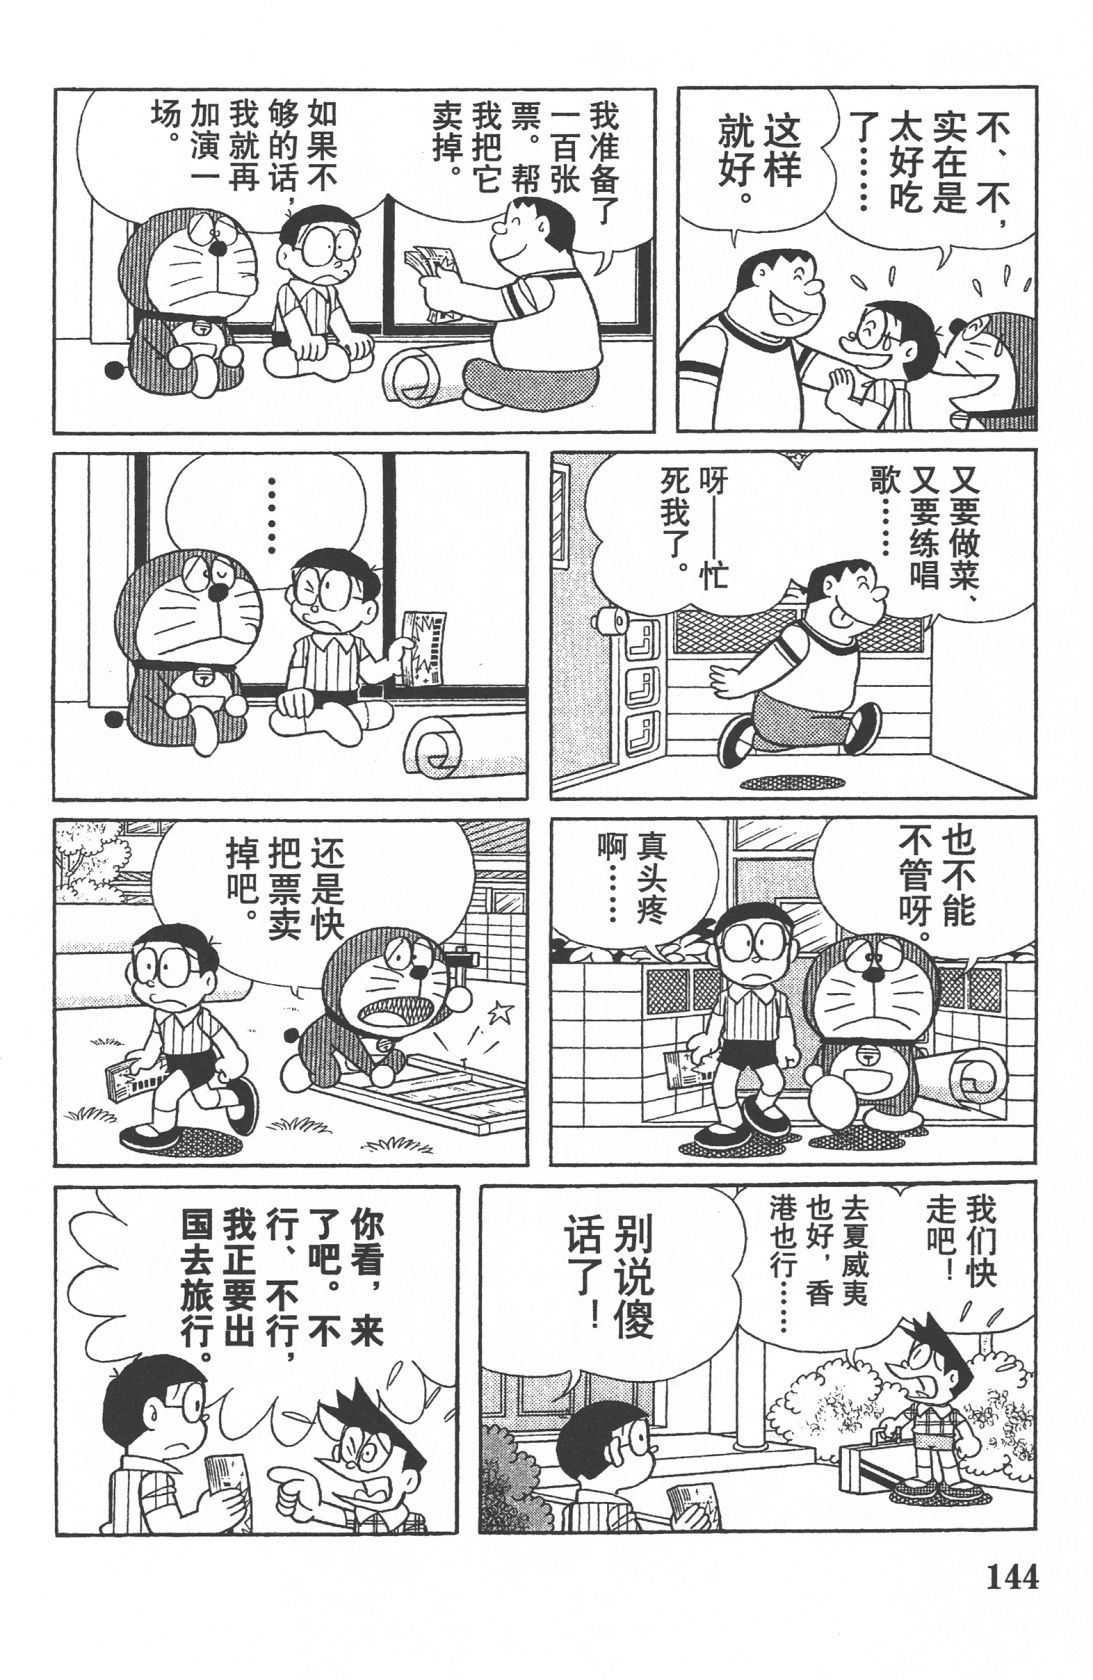 不、不，
实在是
太好吃
了……
这样
就好。
我准备了
一百张
票。帮
我把它
卖掉。
如果不
够的话，
我就再
加演一
场。
又要做菜、
又要练唱
歌……
呀——忙
死我了。
……
也不能
不管呀。
真头疼
啊……
还是快
把票卖
掉吧。
我们快
走吧！
去夏威夷
也好，香
港也行……
别说傻
话了！
你看，来
了吧。不
行、不行，
我正要出
国去旅行。
144